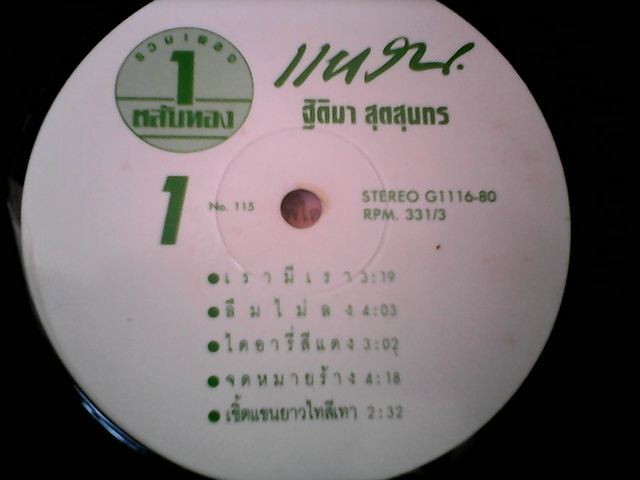 รวมเพลง
1
ตลับทอง
แหวน
ฐิติมา สุตสุนทร
1
No. 115
STEREO G1116-80
RPM. 331/3
เรามีเรา 3:19
ลืมไม่ลง 4:03
ไดอารี่สีแดง 3:02
จดหมายร้าง 4:18
เชิ้ตแขนยาวไทสีเทา 2:32